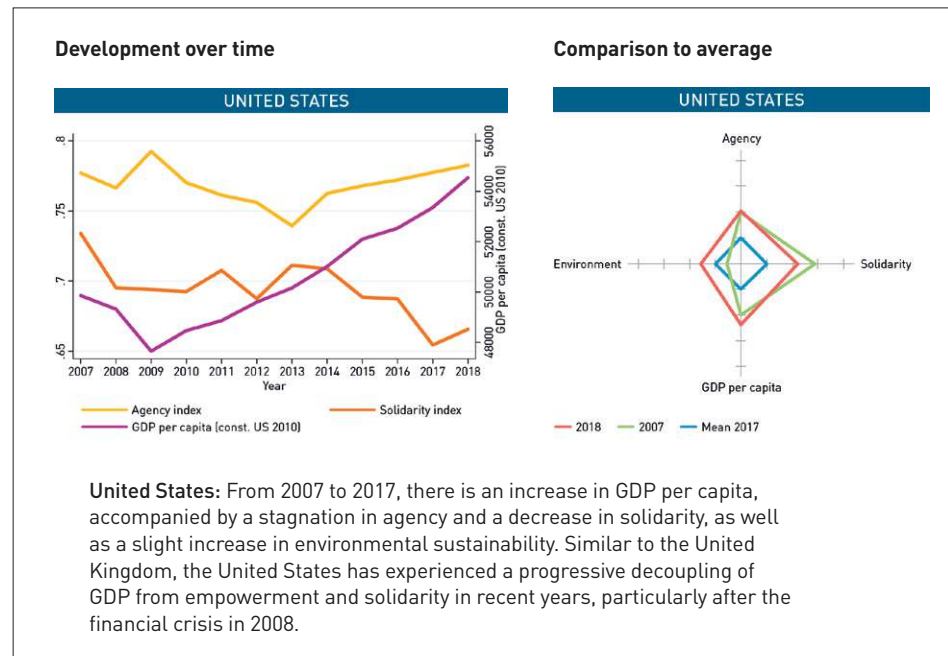 Development over time
UNITED STATES
.8
.75
.7
.65
56000
54000
52000
50000
48000
GDP per capita (const. US 2010)
2007 2008 2009 2010 2011 2012 2013 2014 2015 2016 2017 2018
Year
Agency index
Solidarity index
GDP per capita (const. US 2010)
Comparison to average
UNITED STATES
Agency
Environment
Solidarity
GDP per capita
2018 2007 Mean 2017
United States: From 2007 to 2017, there is an increase in GDP per capita,
accompanied by a stagnation in agency and a decrease in solidarity, as well
as a slight increase in environmental sustainability. Similar to the United
Kingdom, the United States has experienced a progressive decoupling of
GDP from empowerment and solidarity in recent years, particularly after the
financial crisis in 2008.